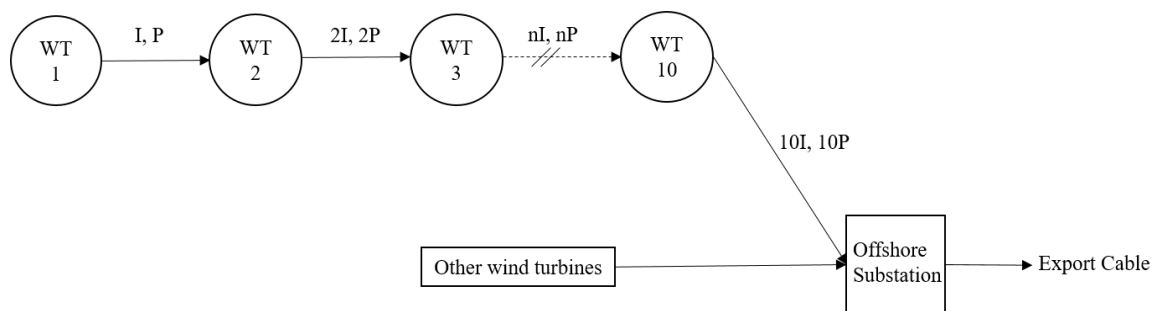 WT
1
I, P
WT
2
2I, 2P
WT
3
nI, nP
WT
10
10I, 10P
Other wind turbines
Offshore
Substation
Export Cable